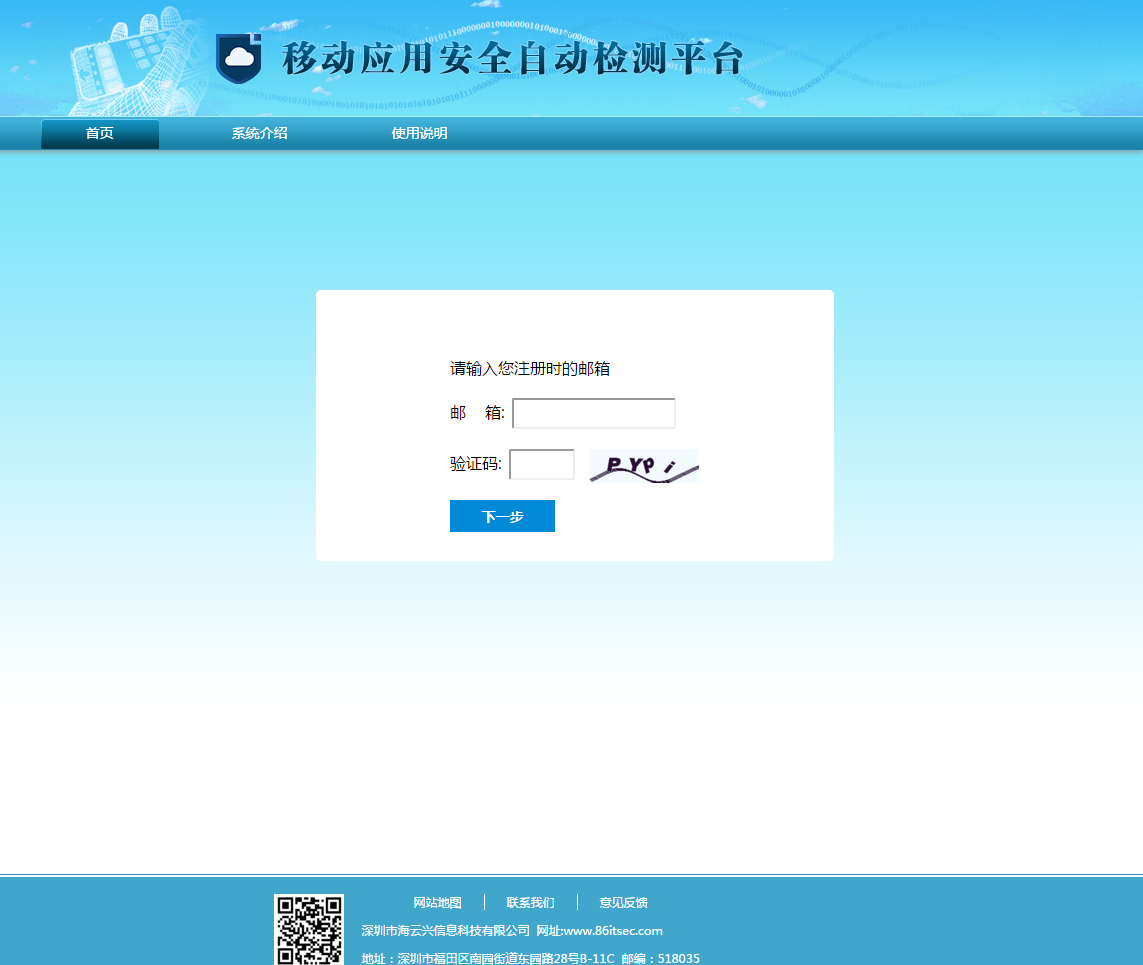 移动应用安全自动检测平台
首页 系统介绍 使用说明
请输入您注册时的邮箱
邮 箱:
验证码: PYPi
下一步
网站地图 | 联系我们 | 意见反馈
深圳市海云兴信息科技有限公司 网址:www.86itsec.com
地址：深圳市福田区南园街道东园路28号B-11C 邮编：518035